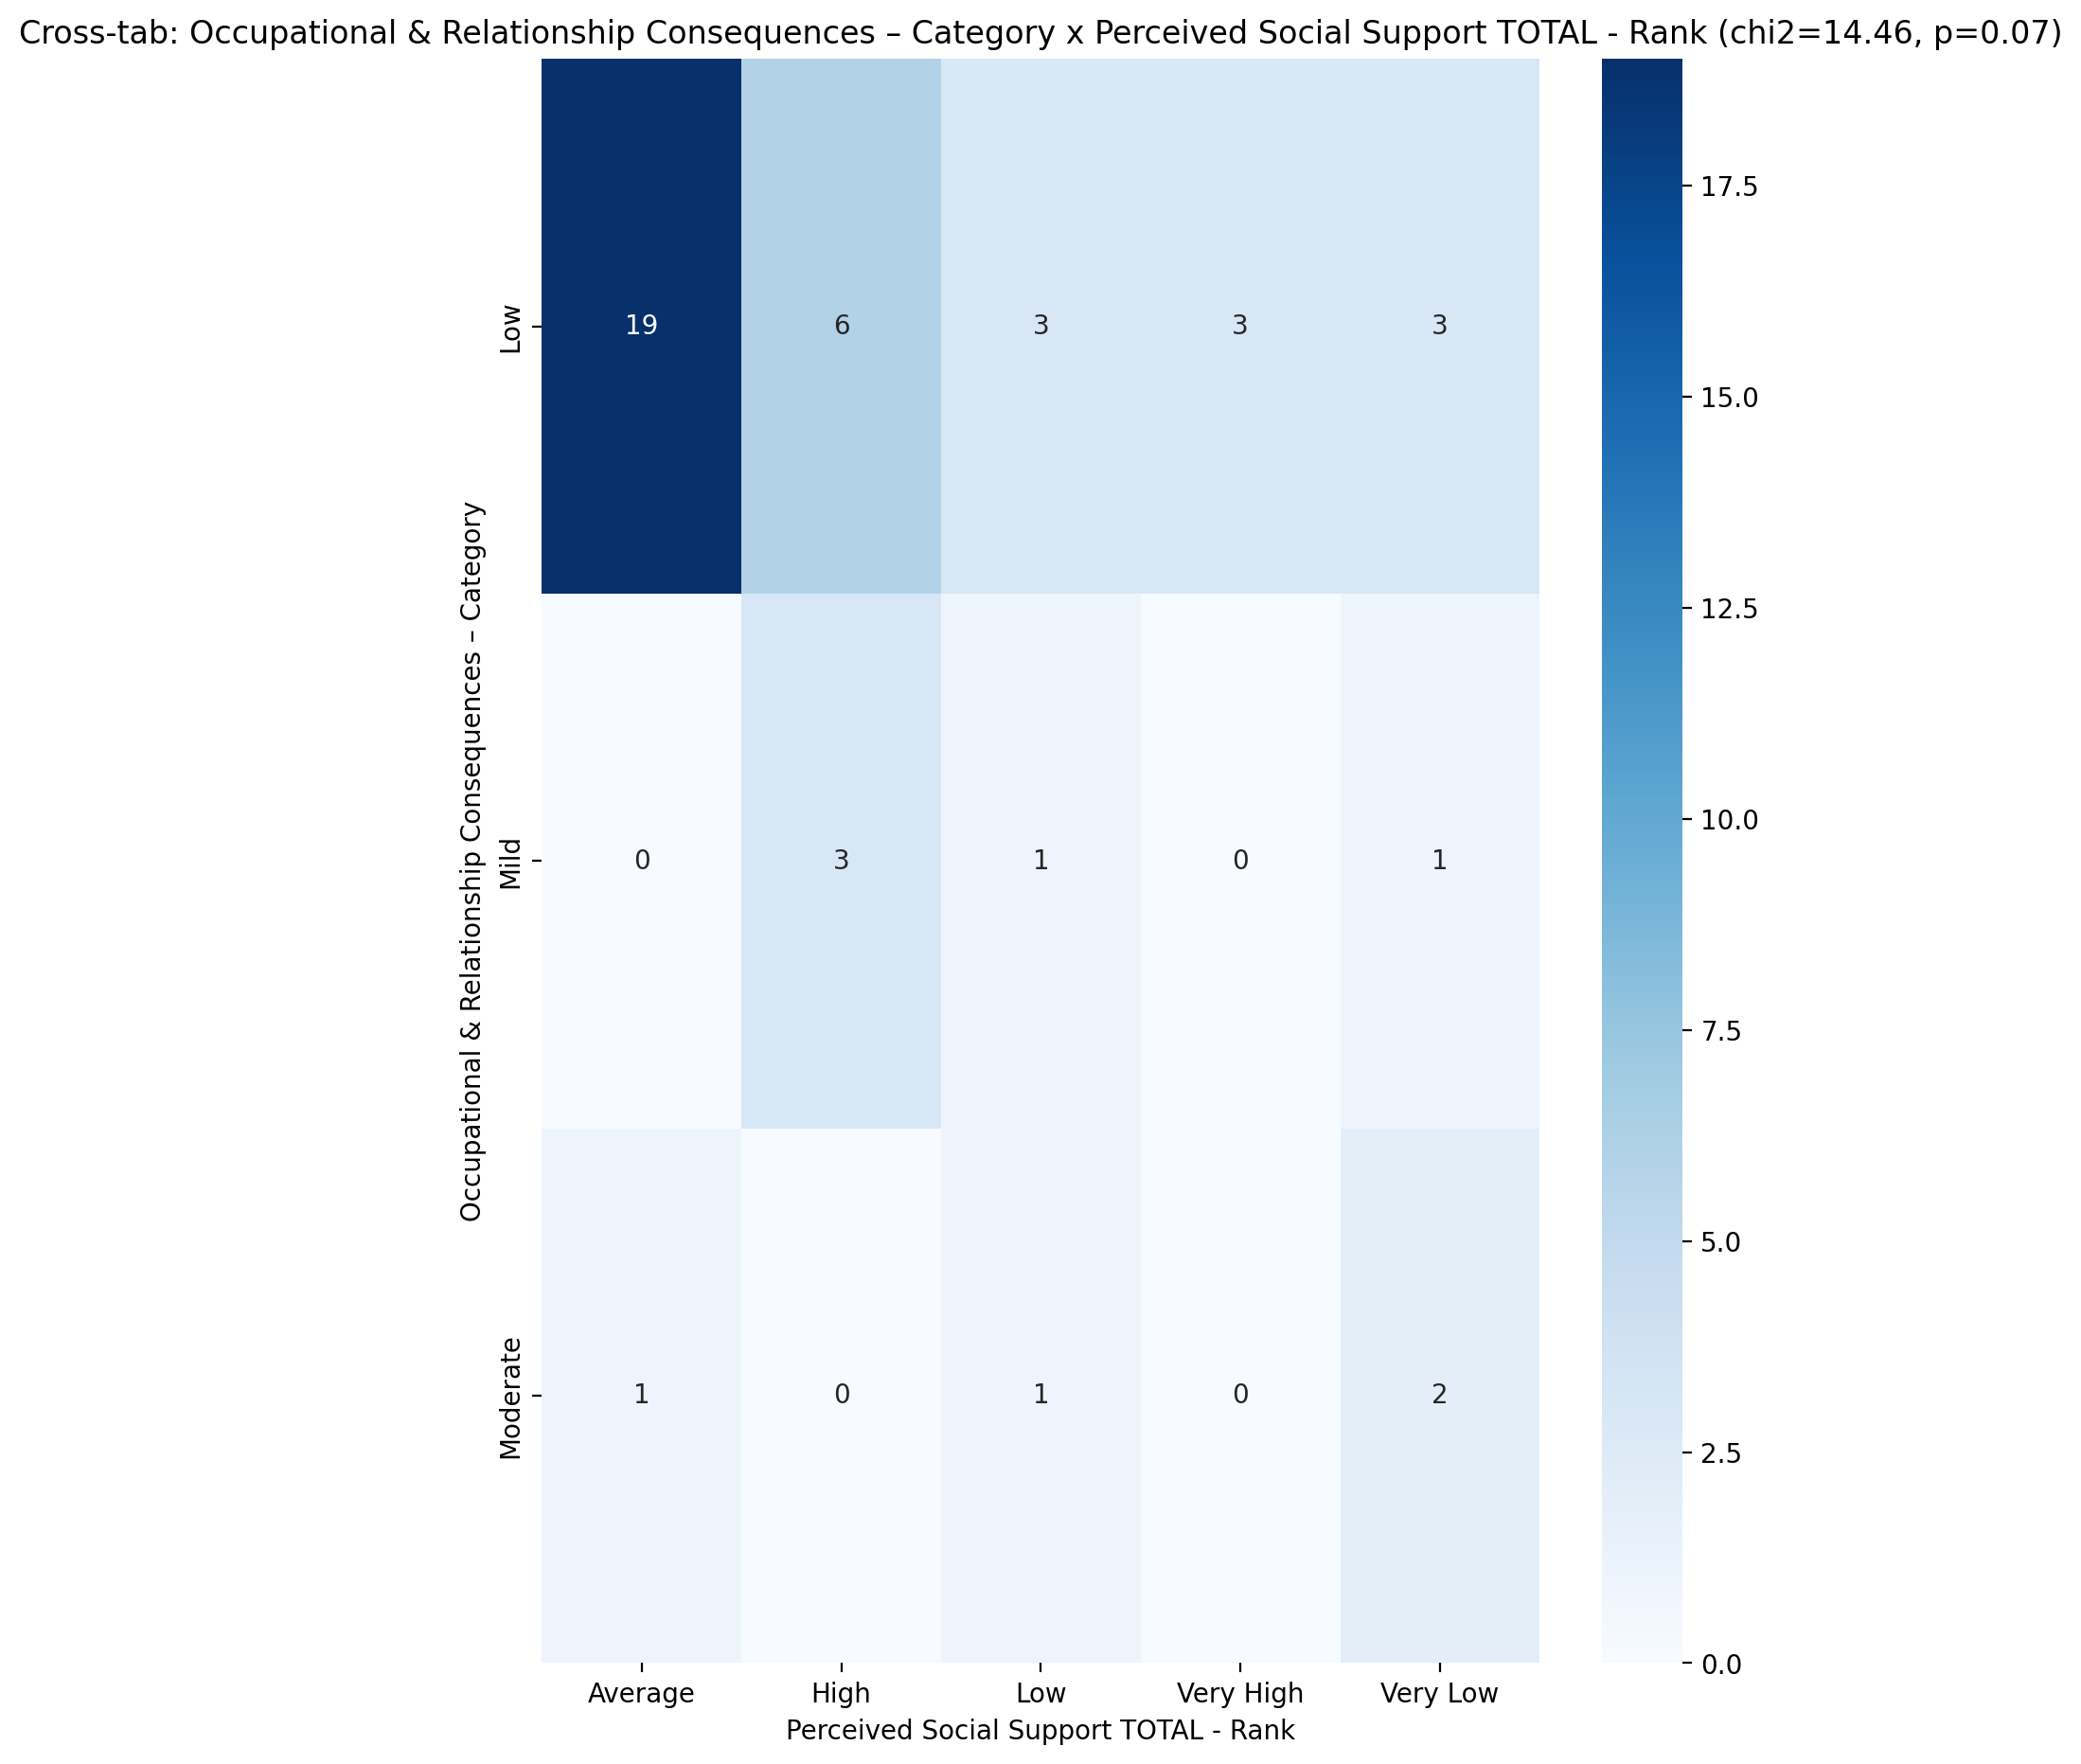 Cross-tab: Occupational & Relationship Consequences – Category x Perceived Social Support TOTAL - Rank (chi2=14.46, p=0.07)
Occupational & Relationship Consequences – Category
Low
19 6 3 3 3
Mild
0 3 1 0 1
Moderate
1 0 1 0 2
Average High Low Very High Very Low
Perceived Social Support TOTAL - Rank
17.5
15.0
12.5
10.0
7.5
5.0
2.5
0.0